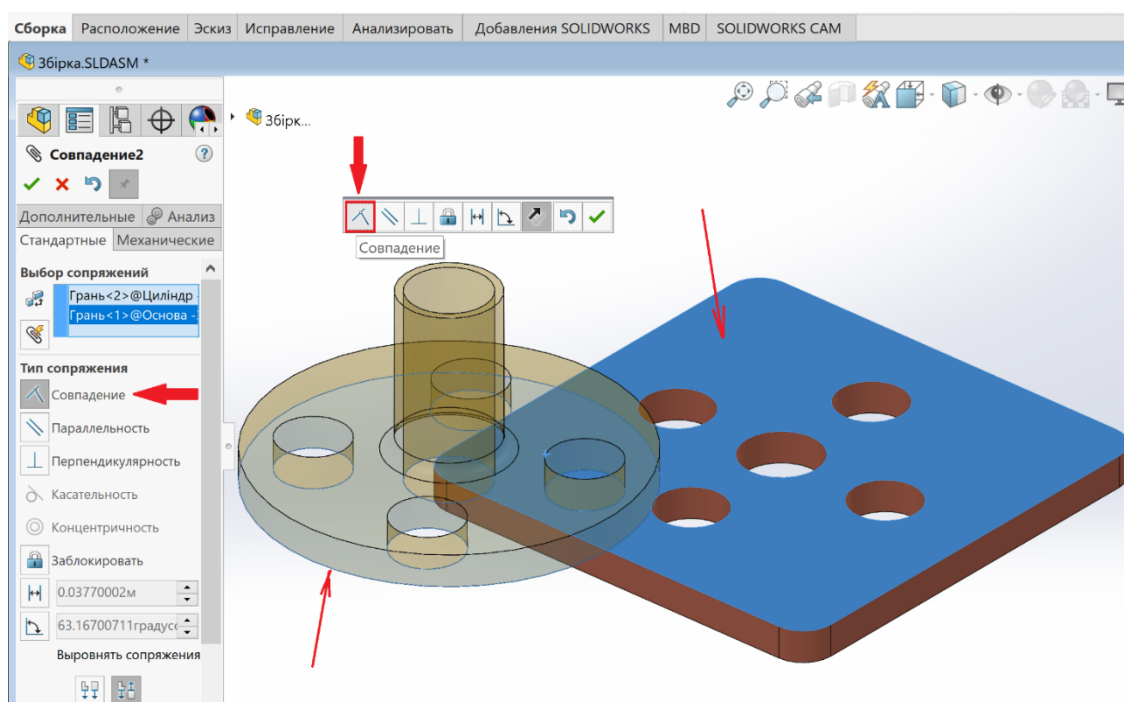 Сборка Расположение Эскиз Исправление Анализировать Добавления SOLIDWORKS MBD SOLIDWORKS CAM
Збірка.SLDASM *
Збірк...
Совпадение2
?
Дополнительные Анализ
Стандартные Механические
Совпадение
Выбор сопряжений
Грань<2>@Циліндр -
Грань<1>@Основа -
Тип сопряжения
Совпадение
Параллельность
Перпендикулярность
Касательность
Концентричность
Заблокировать
0.03770002м
63.16700711градус
Выровнять сопряжения